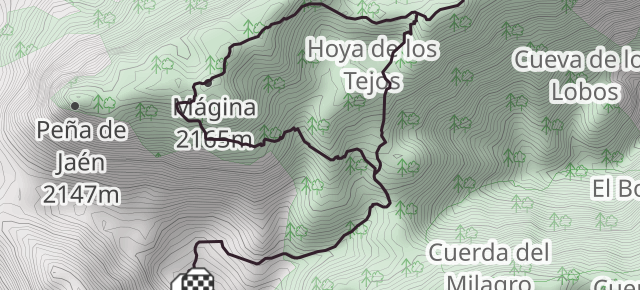 Hoya de los
Tejos
Cueva de lo
Lobos
Mágina
2165m
Peña de
Jaén
2147m
El Bo
Cuerda del
Milagro
Cuer